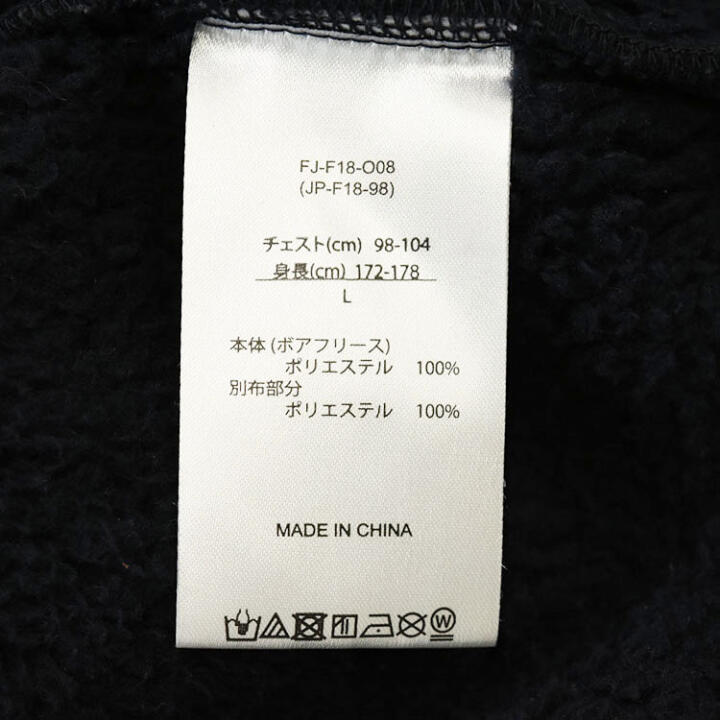 FJ-F18-O08
(JP-F18-98)
チェスト(cm) 98-104
身長(cm) 172-178
L
本体 (ボアフリース)
ポリエステル 100%
別布部分
ポリエステル 100%
MADE IN CHINA
W